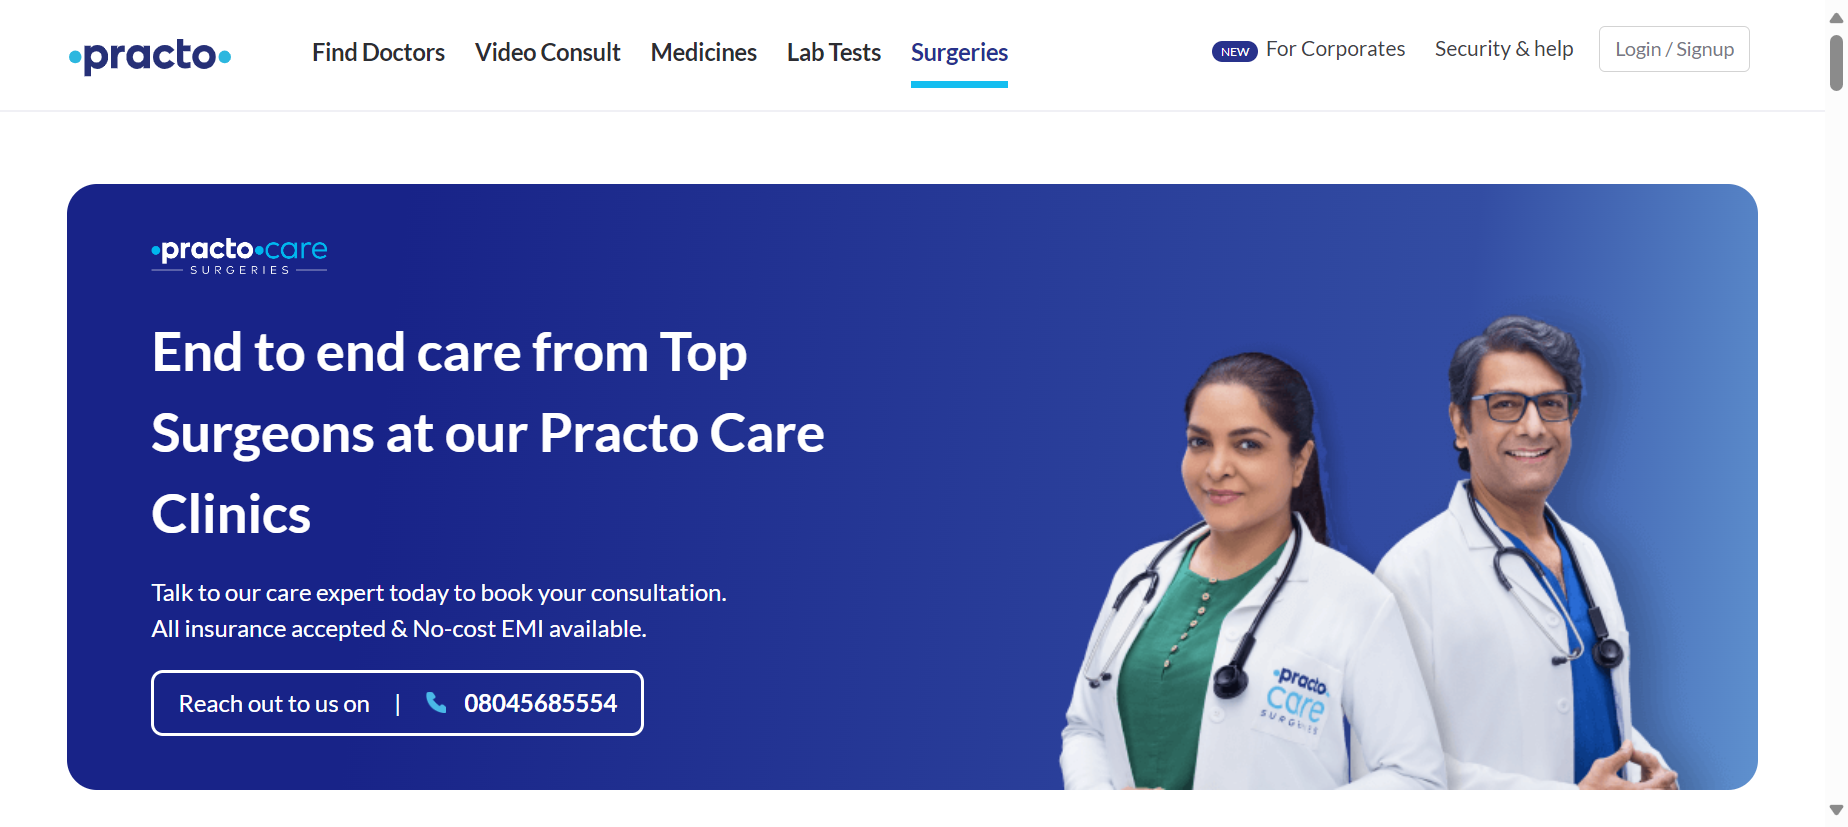 practo
Find Doctors
Video Consult
Medicines
Lab Tests
Surgeries
NEW For Corporates
Security & help
Login / Signup
practo care
SURGERIES
End to end care from Top
Surgeons at our Practo Care
Clinics
Talk to our care expert today to book your consultation.
All insurance accepted & No-cost EMI available.
Reach out to us on | 08045685554
practo
care
SURGERIES